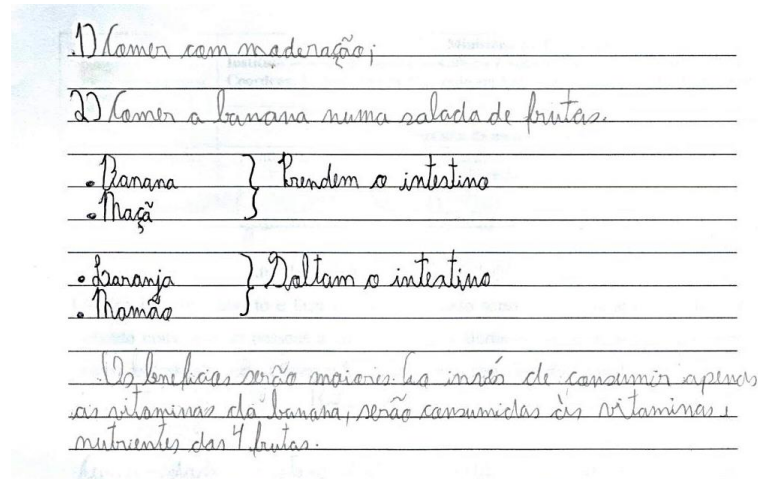 1) Comer com moderação;
2) Comer a banana numa salada de frutas.
• Banana } Prendem o intestino
• Maçã
• Laranja } Soltam o intestino
• Mamão
Os benefícios serão maiores. Ao invés de consumir apenas
as vitaminas da banana, serão consumidas às vitaminas e
nutrientes das 4 frutas.